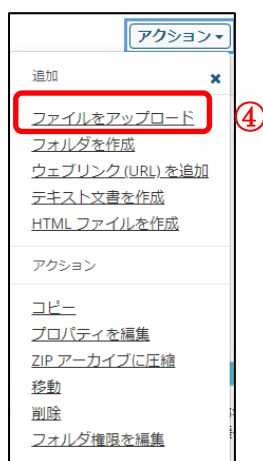 アクション▾
追加 ×
ファイルをアップロード ④
フォルダを作成
ウェブリンク (URL) を追加
テキスト文書を作成
HTML ファイルを作成
アクション
コピー
プロパティを編集
ZIP アーカイブに圧縮
移動
削除
フォルダ権限を編集